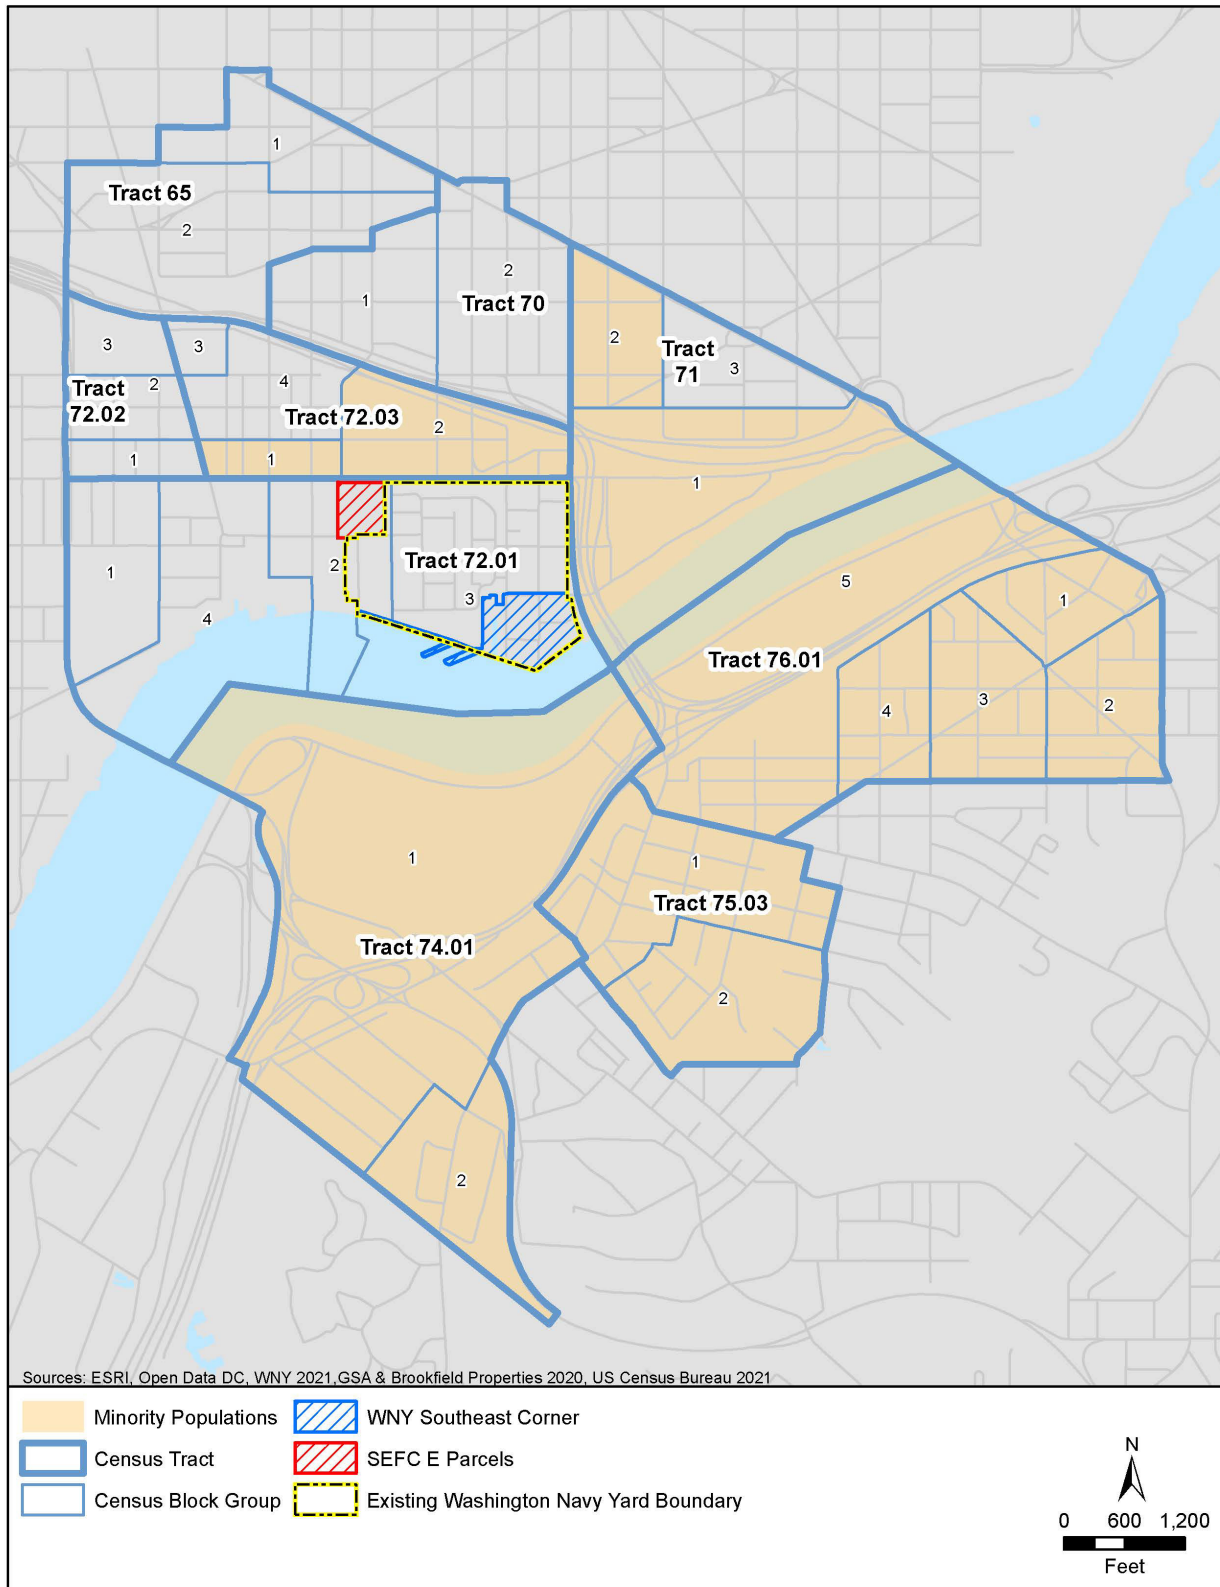 1
Tract 65
2
2
1
Tract 70
2
Tract
71
3
3
3
2
4
Tract
72.02
Tract 72.03
2
1
1
1
Tract 72.01
1
2
3
4
5
1
Tract 76.01
4
3
2
1
1
Tract 75.03
Tract 74.01
2
2
Sources: ESRI, Open Data DC, WNY 2021,GSA & Brookfield Properties 2020, US Census Bureau 2021
Minority Populations
WNY Southeast Corner
Census Tract
SEFC E Parcels
Census Block Group
Existing Washington Navy Yard Boundary
N
0 600 1,200
Feet